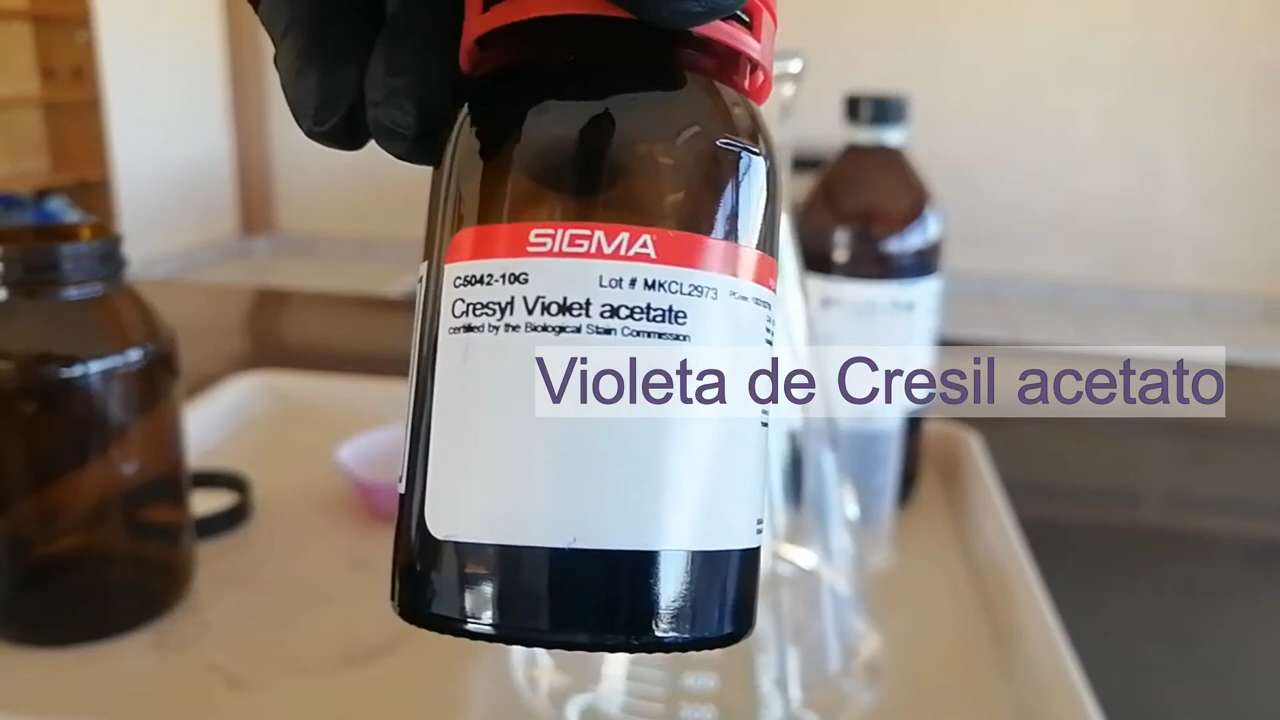 SIGMA
C5042-10G Lot # MKCL2973
Cresyl Violet acetate
certified by the Biological Stain Commission
Violeta de Cresil acetato